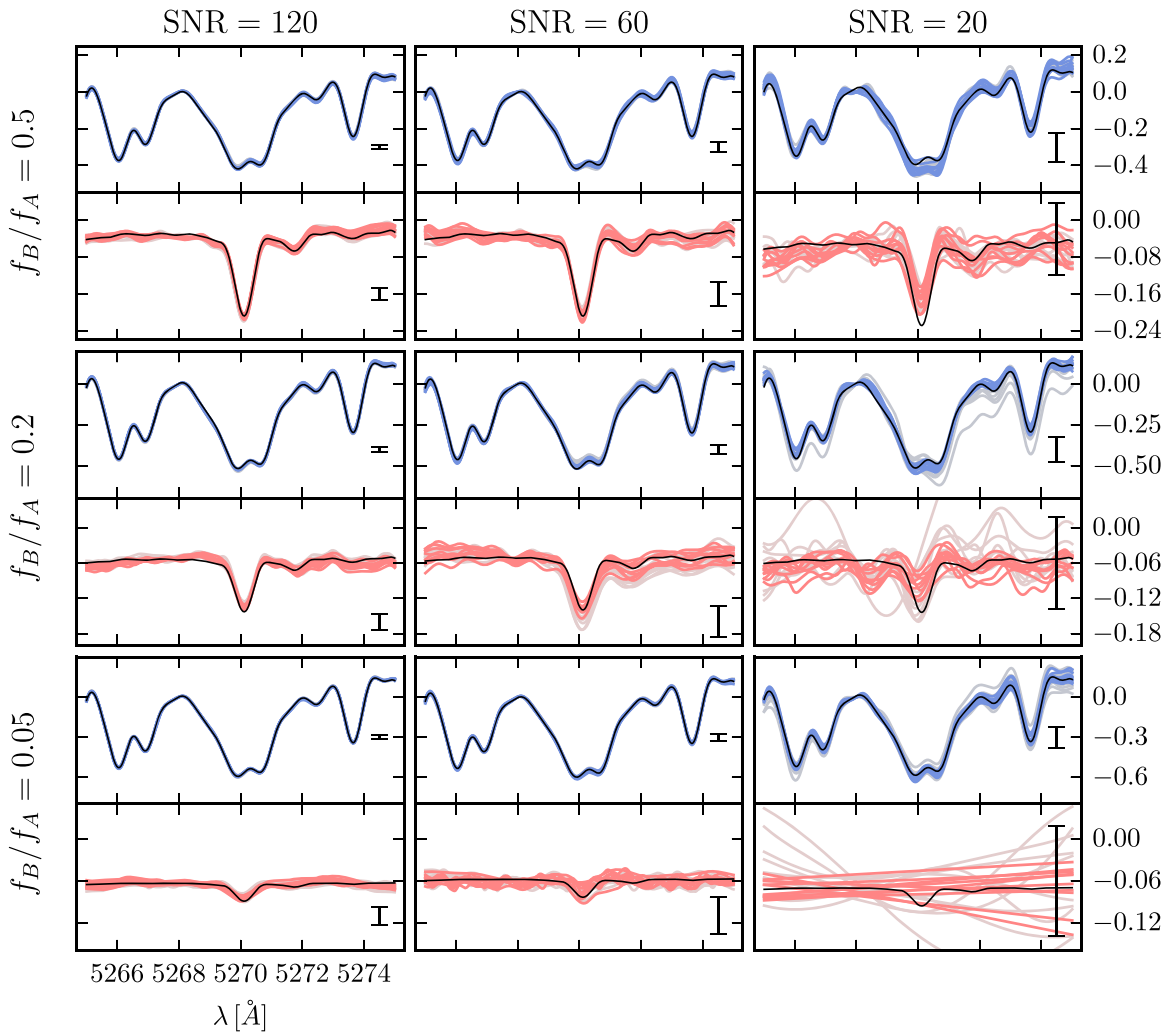 SNR = 120
SNR = 60
SNR = 20
f_B/f_A = 0.5
0.2
0.0
−0.2
−0.4
0.00
−0.08
−0.16
−0.24
f_B/f_A = 0.2
0.00
−0.25
−0.50
0.00
−0.06
−0.12
−0.18
f_B/f_A = 0.05
0.0
−0.3
−0.6
0.00
−0.06
−0.12
5266 5268 5270 5272 5274
λ [Å]